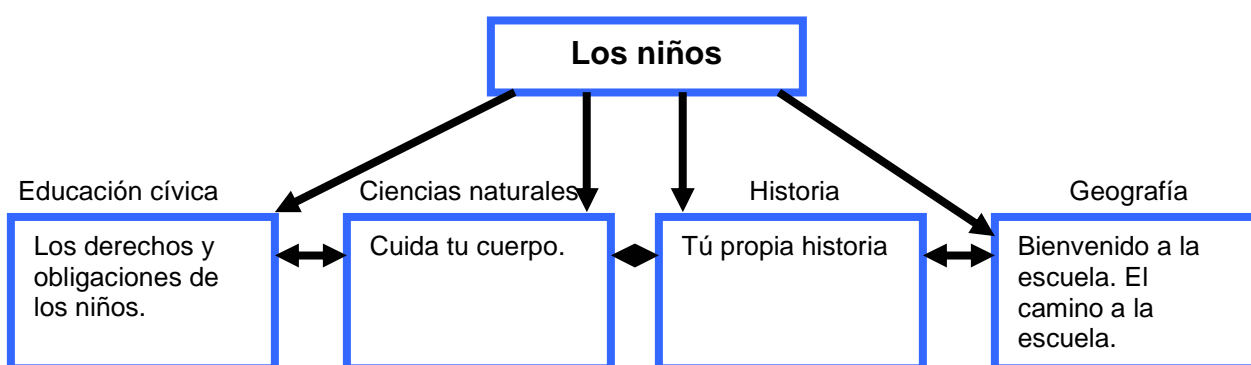 Los niños
Educación cívica
Ciencias naturales
Historia
Geografía
Los derechos y
obligaciones de
los niños.
Cuida tu cuerpo.
Tú propia historia
Bienvenido a la
escuela. El
camino a la
escuela.